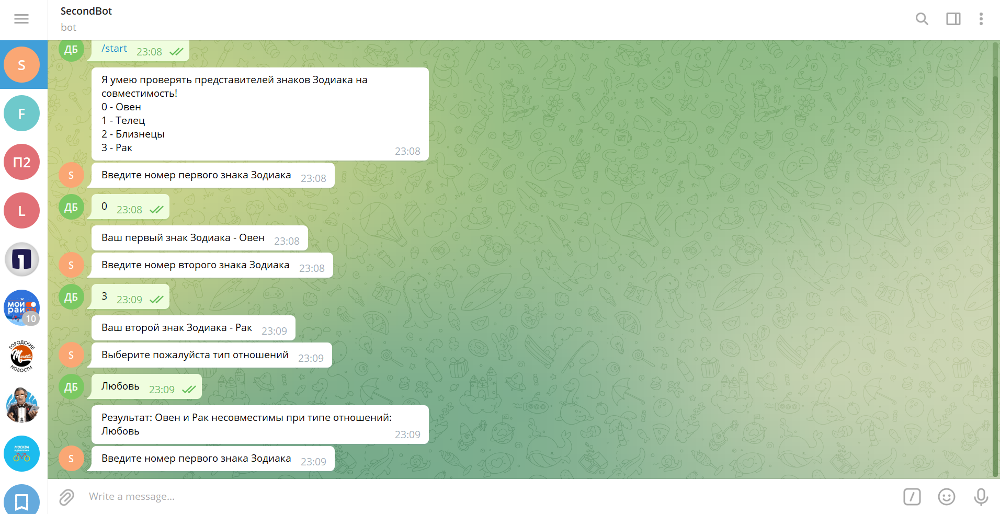 SecondBot
bot
S
F
П2
L
1
МОЙ
район
10
ГОРОДСКИЕ
Москва
НОВОСТИ
МОСКВА
ДБ
/start 23:08
Я умею проверять представителей знаков Зодиака на
совместимость!
0 - Овен
1 - Телец
2 - Близнецы
3 - Рак
23:08
S
Введите номер первого знака Зодиака 23:08
ДБ
0 23:08
Ваш первый знак Зодиака - Овен 23:08
S
Введите номер второго знака Зодиака 23:08
ДБ
3 23:09
Ваш второй знак Зодиака - Рак 23:09
S
Выберите пожалуйста тип отношений 23:09
ДБ
Любовь 23:09
Результат: Овен и Рак несовместимы при типе отношений:
Любовь
23:09
S
Введите номер первого знака Зодиака 23:09
Write a message...